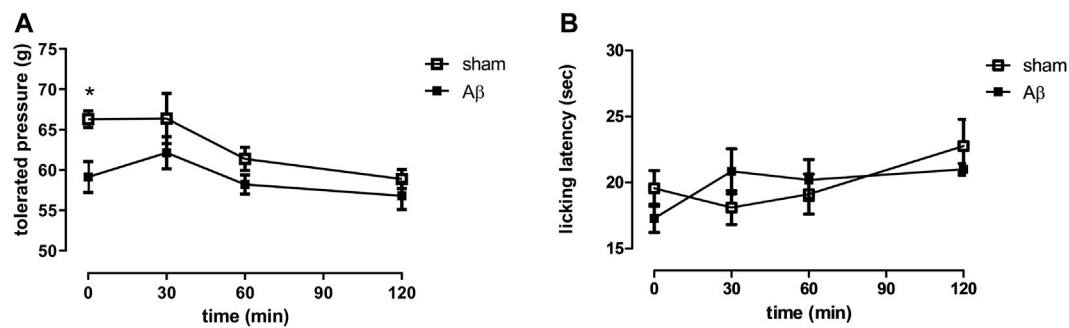 A
tolerated pressure (g)
75
70
65
60
55
50
*
sham
Aβ
0 30 60 90 120
time (min)
B
licking latency (sec)
30
25
20
15
sham
Aβ
0 30 60 90 120
time (min)